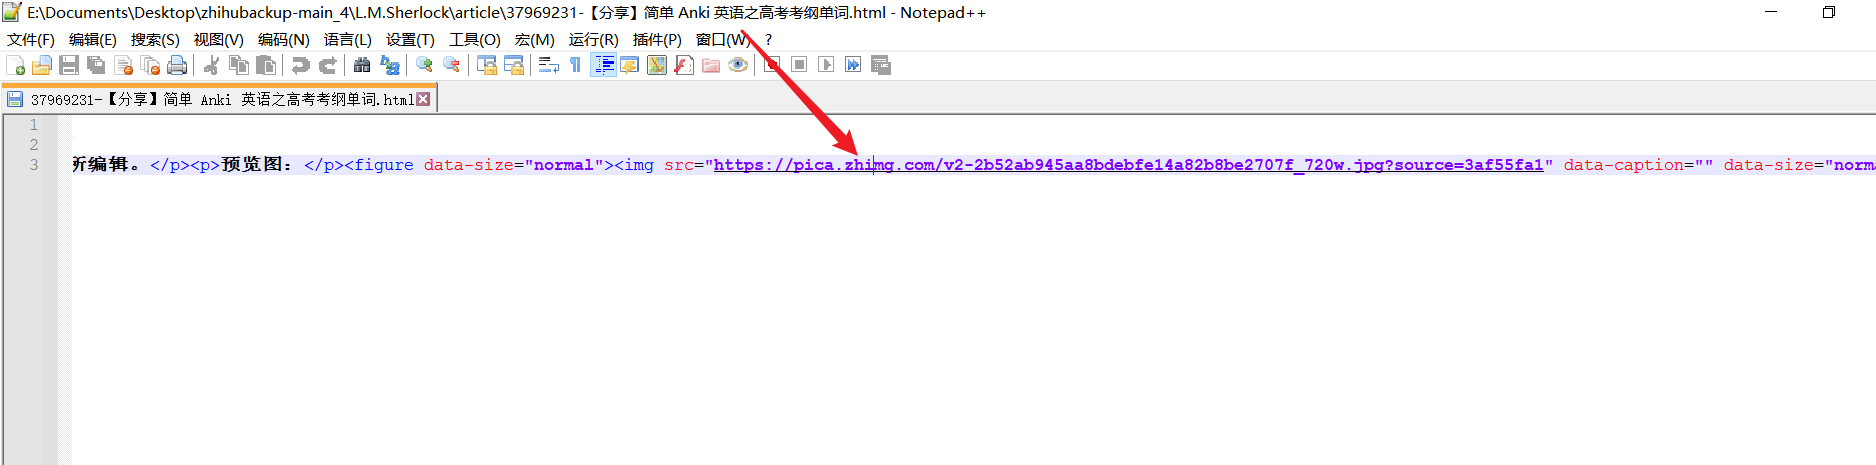 E:\Documents\Desktop\zhihubackup-main_4\L.M.Sherlock\article\37969231-【分享】简单 Anki 英语之高考考纲单词.html - Notepad++
文件(F) 编辑(E) 搜索(S) 视图(V) 编码(N) 语言(L) 设置(T) 工具(O) 宏(M) 运行(R) 插件(P) 窗口(W) ?
37969231-【分享】简单 Anki 英语之高考考纲单词.html
1
2
3 所编辑。</p><p>预览图：</p><figure data-size="normal"><img src="https://pica.zhimg.com/v2-2b52ab945aa8bdebfe14a82b8be2707f_720w.jpg?source=3af55fa1" data-caption="" data-size="norma